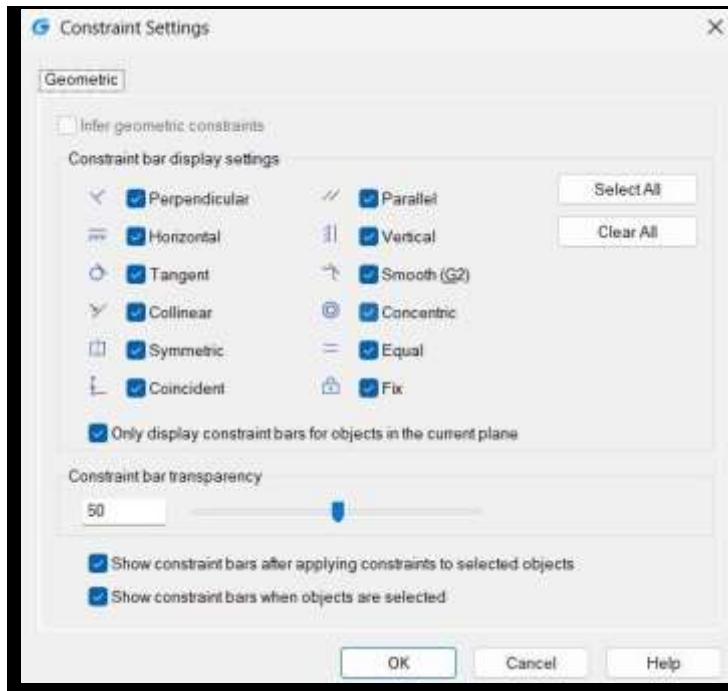 Constraint Settings
Geometric
Infer geometric constraints
Constraint bar display settings
Perpendicular
Parallel
Select All
Horizontal
Vertical
Clear All
Tangent
Smooth (G2)
Collinear
Concentric
Symmetric
Equal
Coincident
Fix
Only display constraint bars for objects in the current plane
Constraint bar transparency
50
Show constraint bars after applying constraints to selected objects
Show constraint bars when objects are selected
OK
Cancel
Help